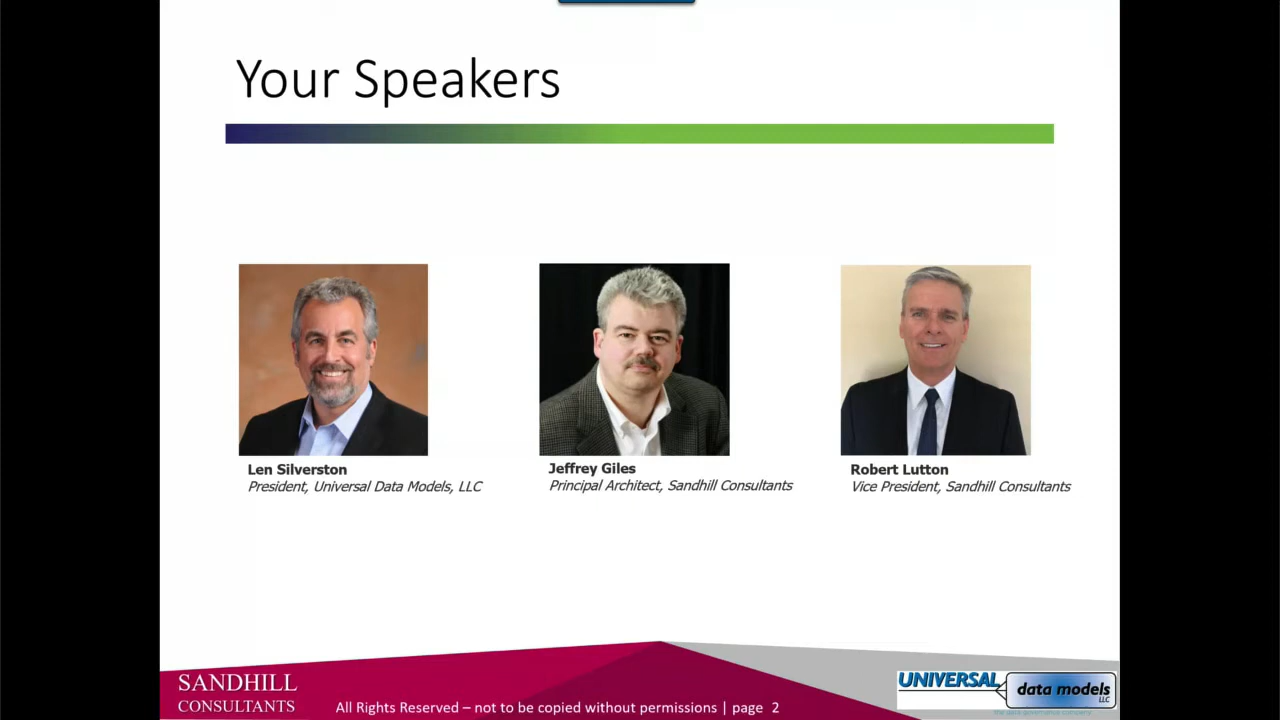 Your Speakers
Len Silverston
President, Universal Data Models, LLC
Jeffrey Giles
Principal Architect, Sandhill Consultants
Robert Lutton
Vice President, Sandhill Consultants
SANDHILL
CONSULTANTS
All Rights Reserved – not to be copied without permissions | page 2
UNIVERSAL
data models
LLC